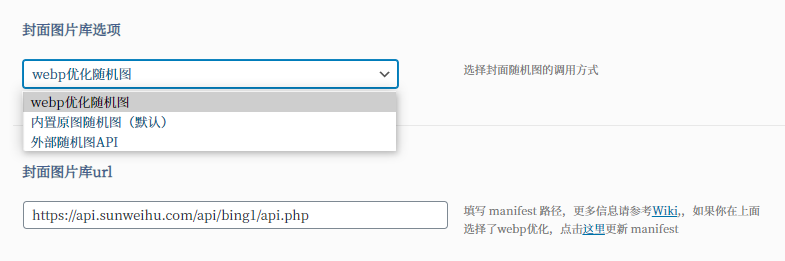 封面图片库选项
webp优化随机图
选择封面随机图的调用方式
webp优化随机图
内置原图随机图（默认）
外部随机图API
封面图片库url
https://api.sunweihu.com/api/bing1/api.php
填写 manifest 路径，更多信息请参考Wiki,，如果你在上面
选择了webp优化，点击这里更新 manifest